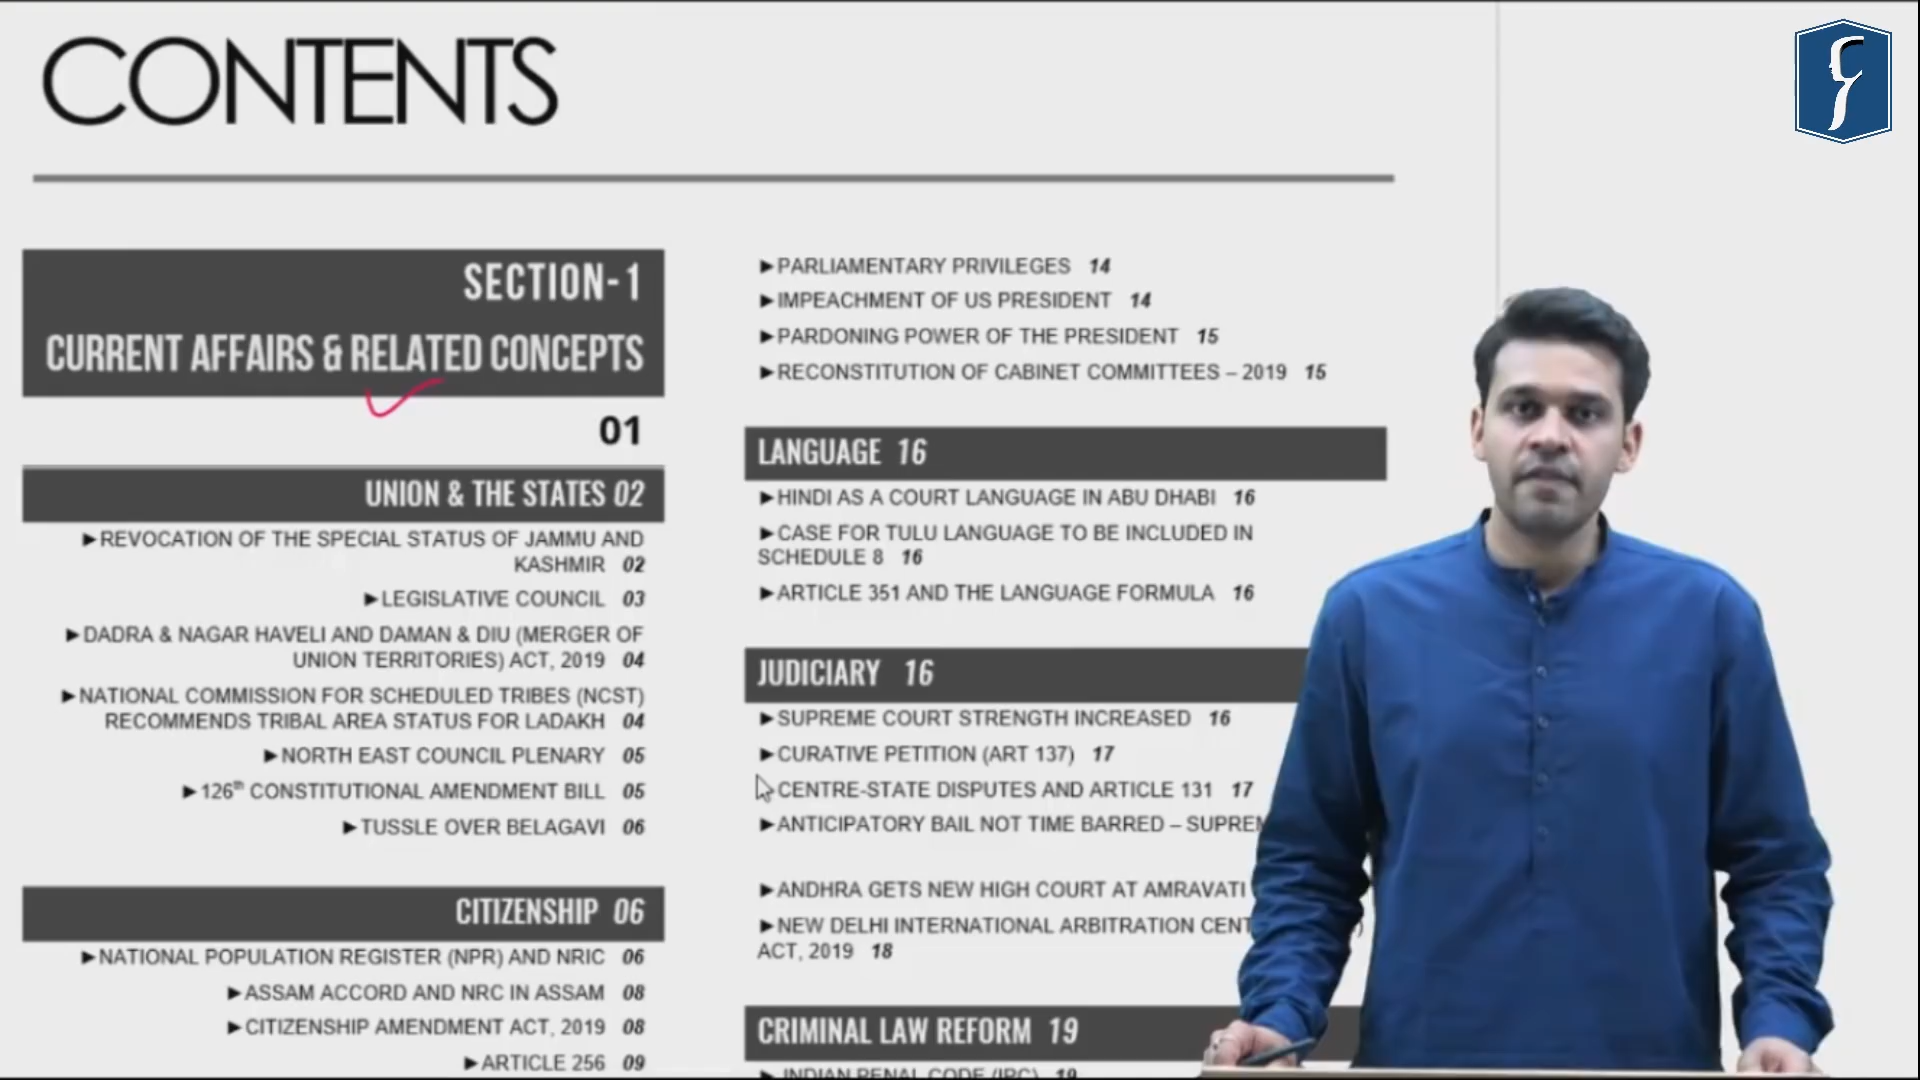 CONTENTS
SECTION-1
CURRENT AFFAIRS & RELATED CONCEPTS
01
UNION & THE STATES 02
►REVOCATION OF THE SPECIAL STATUS OF JAMMU AND
KASHMIR 02
►LEGISLATIVE COUNCIL 03
►DADRA & NAGAR HAVELI AND DAMAN & DIU (MERGER OF
UNION TERRITORIES) ACT, 2019 04
►NATIONAL COMMISSION FOR SCHEDULED TRIBES (NCST)
RECOMMENDS TRIBAL AREA STATUS FOR LADAKH 04
►NORTH EAST COUNCIL PLENARY 05
►126th CONSTITUTIONAL AMENDMENT BILL 05
►TUSSLE OVER BELAGAVI 06
CITIZENSHIP 06
►NATIONAL POPULATION REGISTER (NPR) AND NRIC 06
►ASSAM ACCORD AND NRC IN ASSAM 08
►CITIZENSHIP AMENDMENT ACT, 2019 08
►ARTICLE 256 09
►PARLIAMENTARY PRIVILEGES 14
►IMPEACHMENT OF US PRESIDENT 14
►PARDONING POWER OF THE PRESIDENT 15
►RECONSTITUTION OF CABINET COMMITTEES – 2019 15
LANGUAGE 16
►HINDI AS A COURT LANGUAGE IN ABU DHABI 16
►CASE FOR TULU LANGUAGE TO BE INCLUDED IN
SCHEDULE 8 16
►ARTICLE 351 AND THE LANGUAGE FORMULA 16
JUDICIARY 16
►SUPREME COURT STRENGTH INCREASED 16
►CURATIVE PETITION (ART 137) 17
►CENTRE-STATE DISPUTES AND ARTICLE 131 17
►ANTICIPATORY BAIL NOT TIME BARRED –
►ANDHRA GETS NEW HIGH COURT AT AMRAVATI
►NEW DELHI INTERNATIONAL ARBITRATION
ACT, 2019 18
CRIMINAL LAW REFORM 19
►INDIAN PENAL CODE (IPC) 19